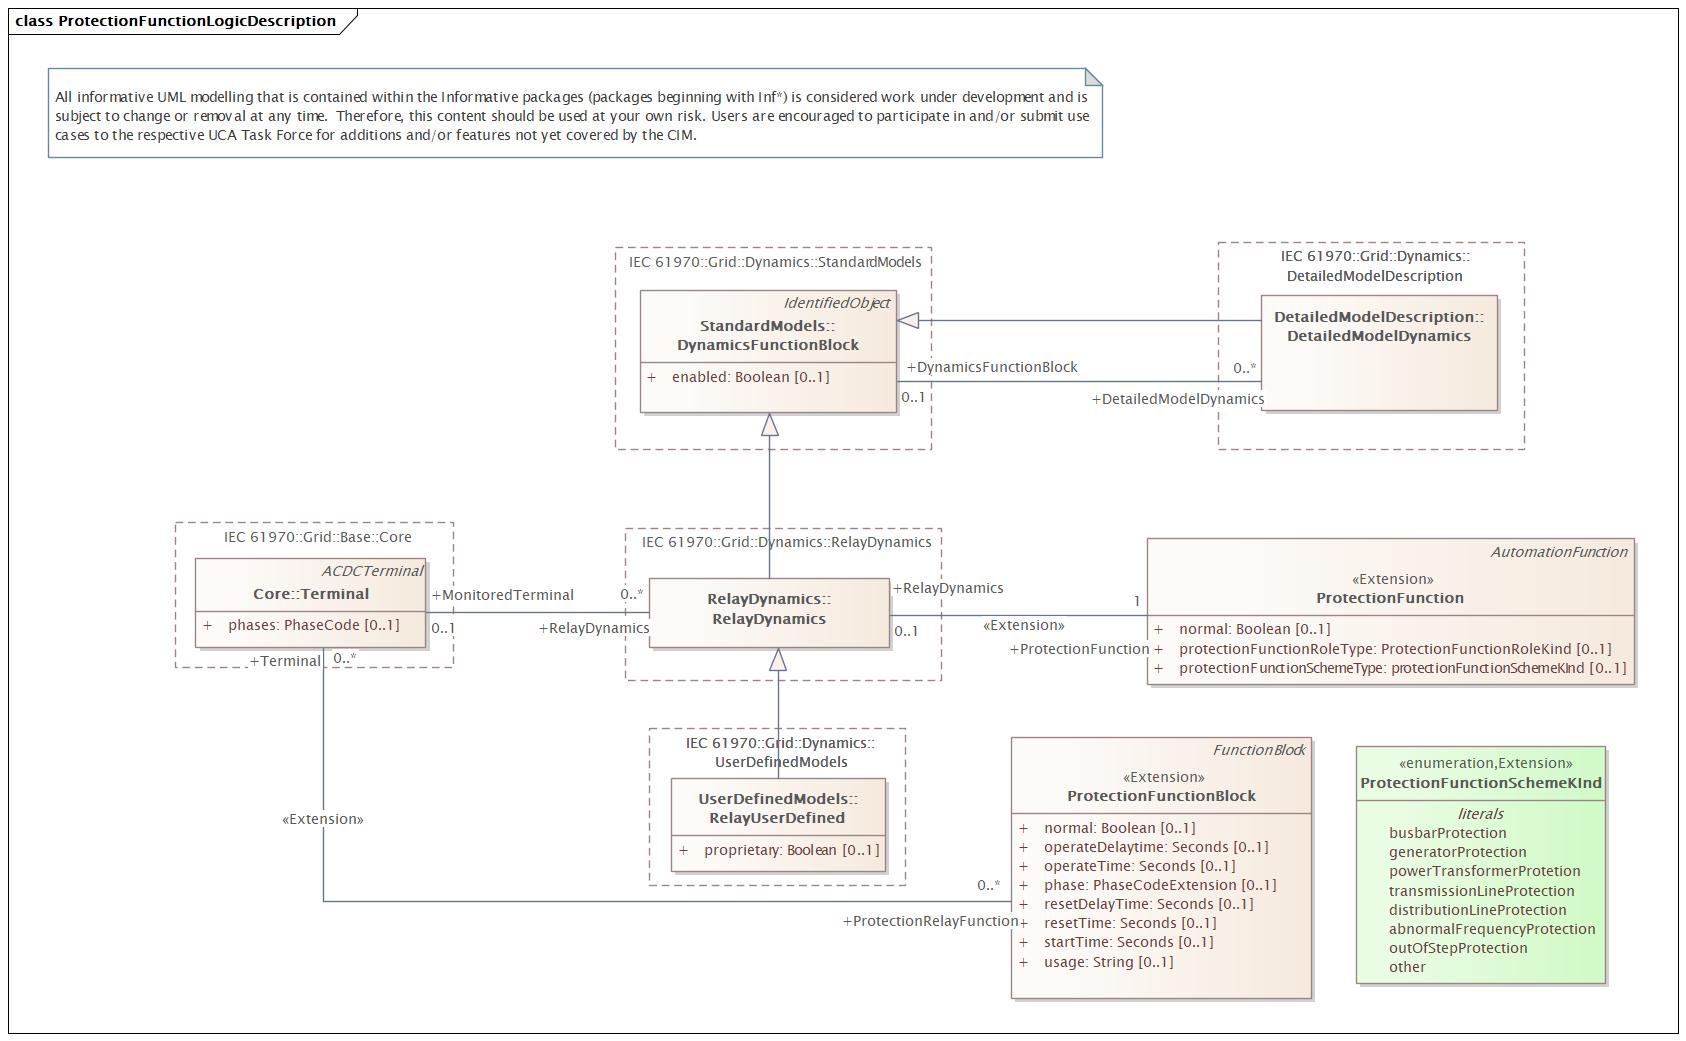 class ProtectionFunctionLogicDescription
All informative UML modelling that is contained within the Informative packages (packages beginning with Inf*) is considered work under development and is
subject to change or removal at any time.  Therefore, this content should be used at your own risk. Users are encouraged to participate in and/or submit use
cases to the respective UCA Task Force for additions and/or features not yet covered by the CIM.
IEC 61970::Grid::Dynamics::StandardModels
IdentifiedObject
StandardModels::
DynamicsFunctionBlock
+ enabled: Boolean [0..1]
IEC 61970::Grid::Dynamics::
DetailedModelDescription
DetailedModelDescription::
DetailedModelDynamics
+DynamicsFunctionBlock
0..1
0..*
+DetailedModelDynamics
IEC 61970::Grid::Base::Core
ACDCTerminal
Core::Terminal
+ phases: PhaseCode [0..1]
+MonitoredTerminal
0..1
0..*
+RelayDynamics
+Terminal
0..*
IEC 61970::Grid::Dynamics::RelayDynamics
RelayDynamics::
RelayDynamics
+RelayDynamics
0..1
«Extension»
1
+ProtectionFunction
AutomationFunction
«Extension»
ProtectionFunction
+ normal: Boolean [0..1]
+ protectionFunctionRoleType: ProtectionFunctionRoleKind [0..1]
+ protectionFunctionSchemeType: protectionFunctionSchemeKInd [0..1]
IEC 61970::Grid::Dynamics::
UserDefinedModels
UserDefinedModels::
RelayUserDefined
+ proprietary: Boolean [0..1]
«Extension»
0..*
+ProtectionRelayFunction
FunctionBlock
«Extension»
ProtectionFunctionBlock
+ normal: Boolean [0..1]
+ operateDelaytime: Seconds [0..1]
+ operateTime: Seconds [0..1]
+ phase: PhaseCodeExtension [0..1]
+ resetDelayTime: Seconds [0..1]
+ resetTime: Seconds [0..1]
+ startTime: Seconds [0..1]
+ usage: String [0..1]
«enumeration,Extension»
ProtectionFunctionSchemeKInd
literals
busbarProtection
generatorProtection
powerTransformerProtetion
transmissionLineProtection
distributionLineProtection
abnormalFrequencyProtection
outOfStepProtection
other